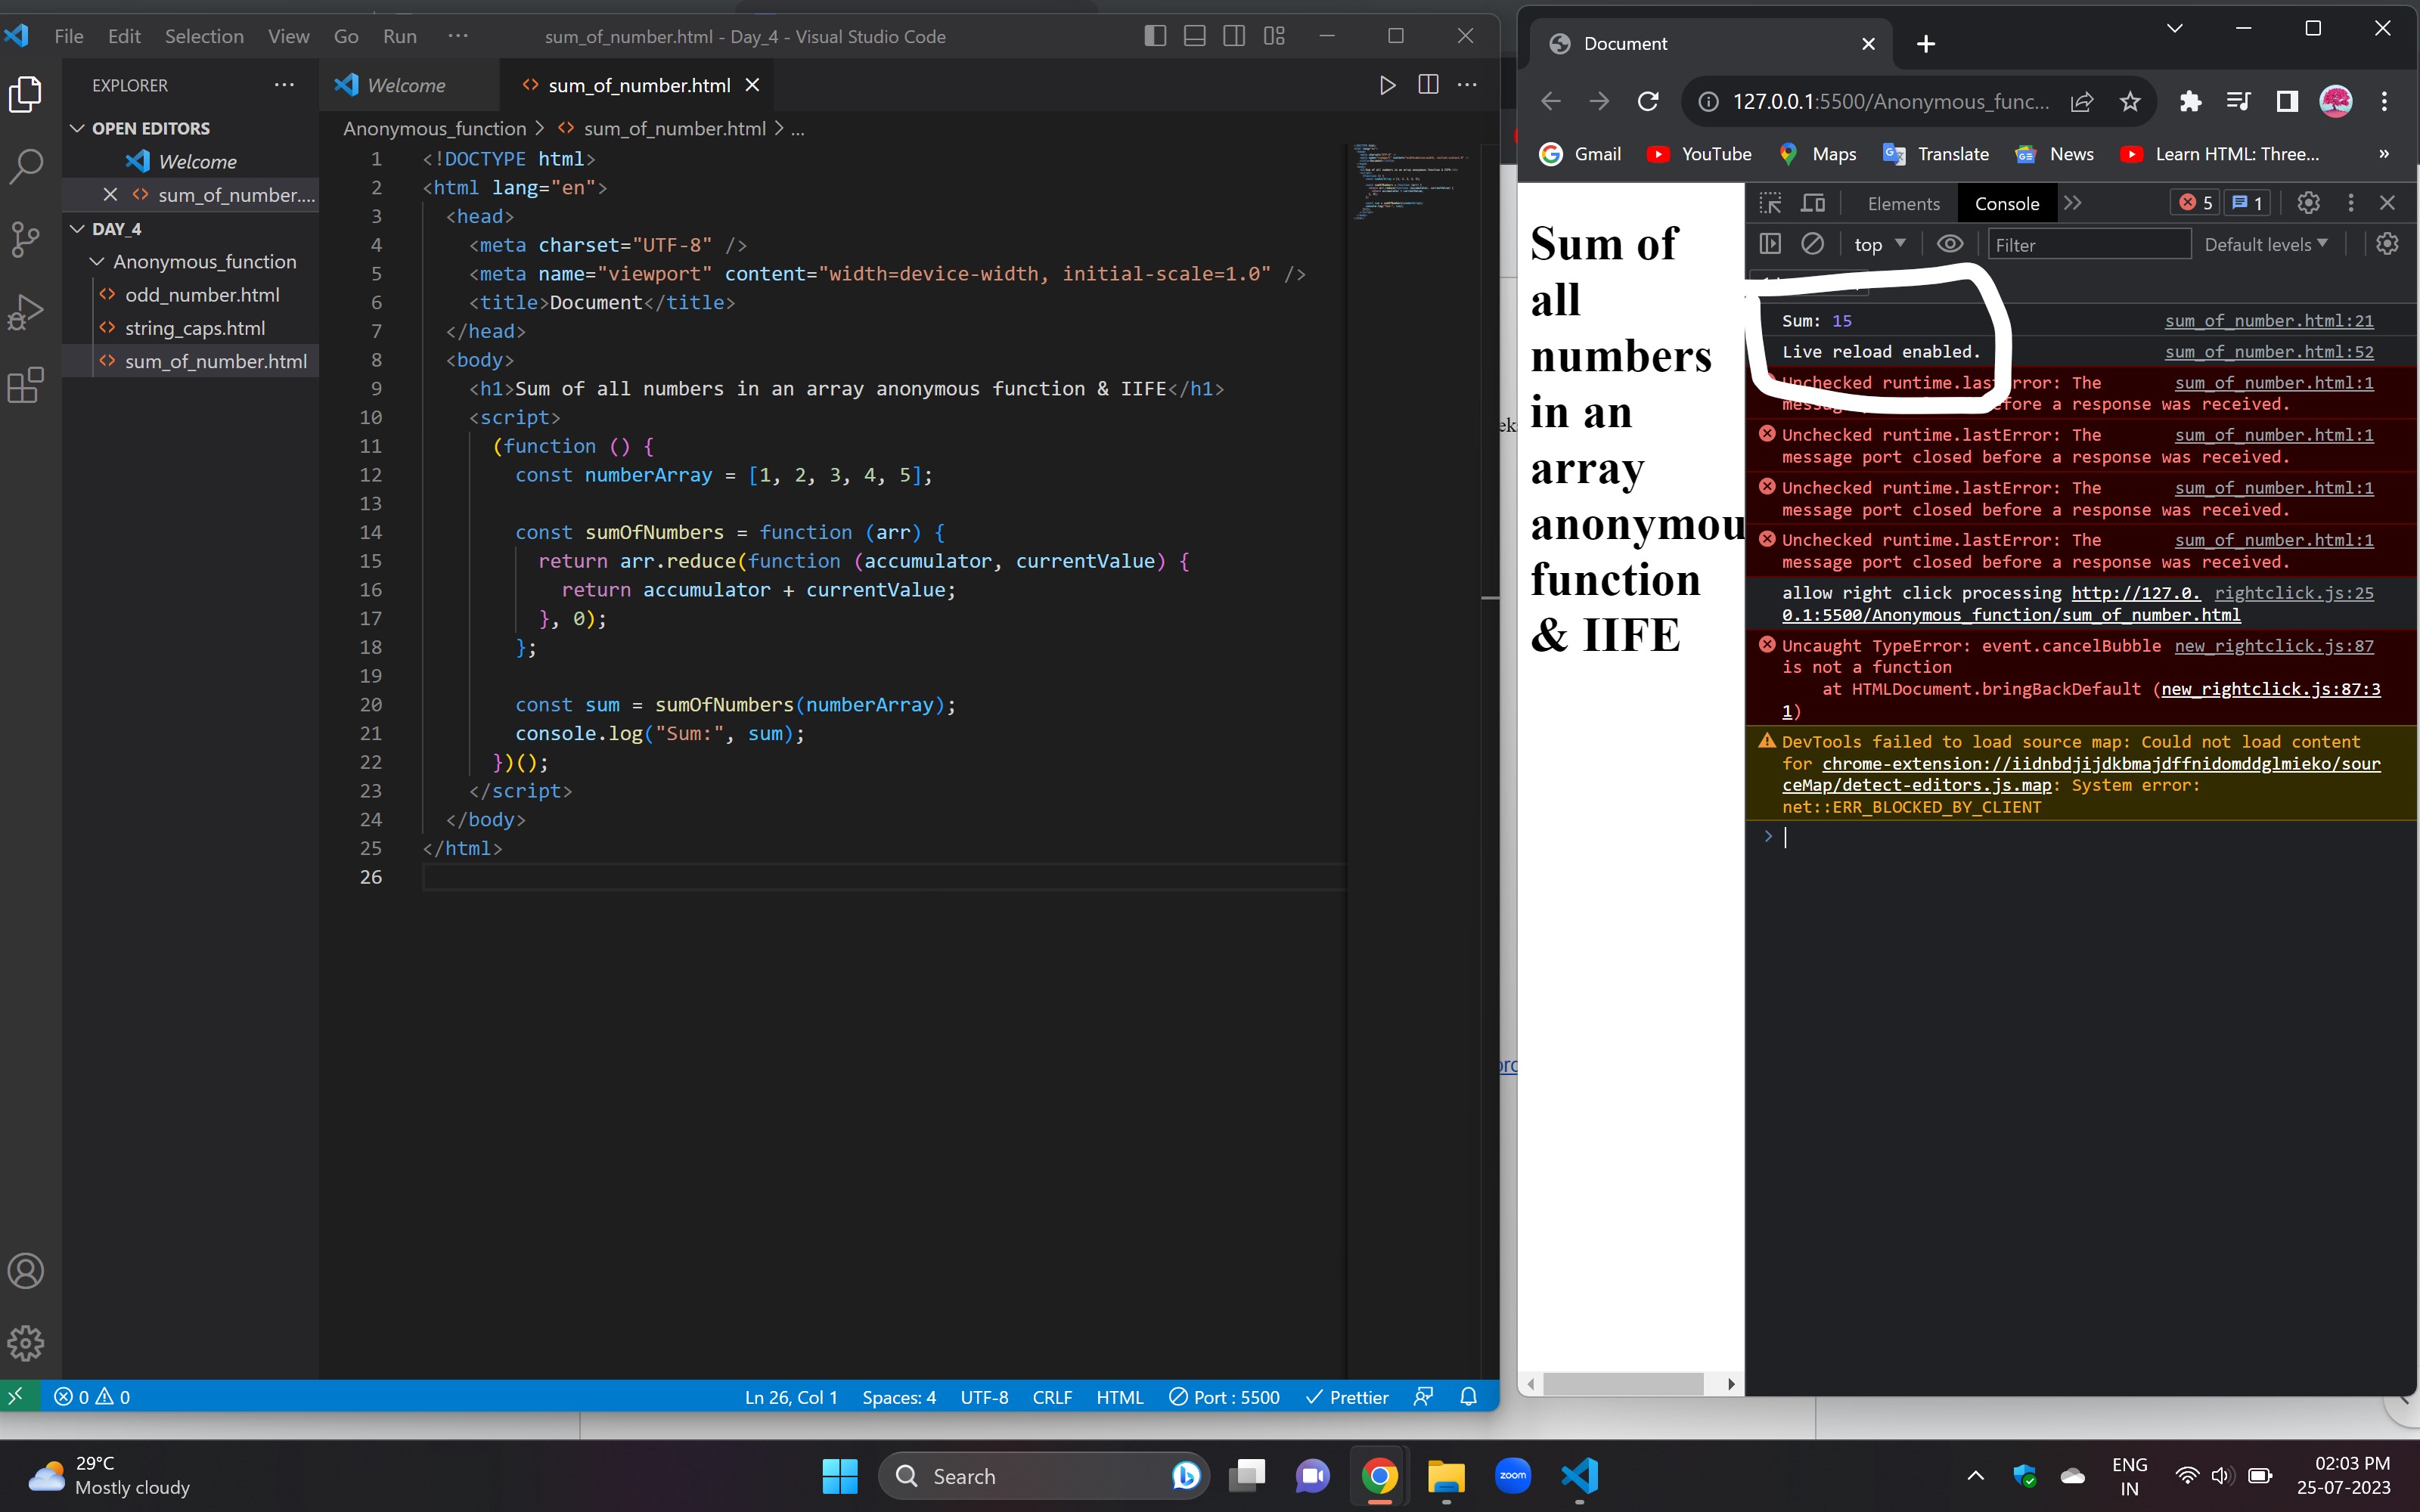 File Edit Selection View Go Run ··· sum_of_number.html - Day_4 - Visual Studio Code
EXPLORER ···
OPEN EDITORS
Welcome
sum_of_number....
DAY_4
Anonymous_function
odd_number.html
string_caps.html
sum_of_number.html
Welcome sum_of_number.html
Anonymous_function > sum_of_number.html > ...
1 <!DOCTYPE html>
2 <html lang="en">
3 <head>
4 <meta charset="UTF-8" />
5 <meta name="viewport" content="width=device-width, initial-scale=1.0" />
6 <title>Document</title>
7 </head>
8 <body>
9 <h1>Sum of all numbers in an array anonymous function & IIFE</h1>
10 <script>
11 (function () {
12 const numberArray = [1, 2, 3, 4, 5];
13
14 const sumOfNumbers = function (arr) {
15 return arr.reduce(function (accumulator, currentValue) {
16 return accumulator + currentValue;
17 }, 0);
18 };
19
20 const sum = sumOfNumbers(numberArray);
21 console.log("Sum:", sum);
22 })();
23 </script>
24 </body>
25 </html>
26
0 0 Ln 26, Col 1 Spaces: 4 UTF-8 CRLF HTML Port : 5500 Prettier
Document
127.0.0.1:5500/Anonymous_func...
Gmail YouTube Maps Translate News Learn HTML: Three... »
Sum of
all
numbers
in an
array
anonymou
function
& IIFE
Elements Console 5 1
top Filter Default levels
Sum: 15 sum_of_number.html:21
Live reload enabled. sum_of_number.html:52
Unchecked runtime.lastError: The sum_of_number.html:1
before a response was received.
Unchecked runtime.lastError: The sum_of_number.html:1
message port closed before a response was received.
Unchecked runtime.lastError: The sum_of_number.html:1
message port closed before a response was received.
Unchecked runtime.lastError: The sum_of_number.html:1
message port closed before a response was received.
allow right click processing http://127.0. rightclick.js:25
0.1:5500/Anonymous_function/sum_of_number.html
Uncaught TypeError: event.cancelBubble new_rightclick.js:87
is not a function
at HTMLDocument.bringBackDefault (new_rightclick.js:87:3
1)
DevTools failed to load source map: Could not load content
for chrome-extension://iidnbdjijdkbmajdffnidomddglmieko/sour
ceMap/detect-editors.js.map: System error:
net::ERR_BLOCKED_BY_CLIENT
>
29°C
Mostly cloudy
Search
zoom
ENG
IN
02:03 PM
25-07-2023